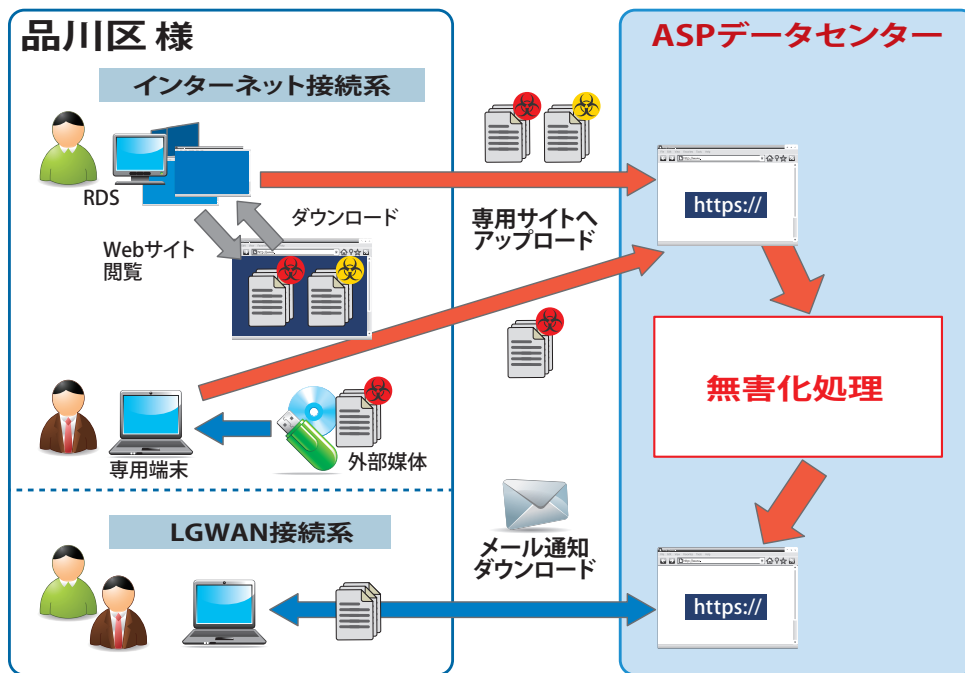 品川区 様
ASPデータセンター
インターネット接続系
RDS
ダウンロード
Webサイト
閲覧
専用サイトへ
アップロード
https://
無害化処理
専用端末
外部媒体
LGWAN接続系
メール通知
ダウンロード
https://